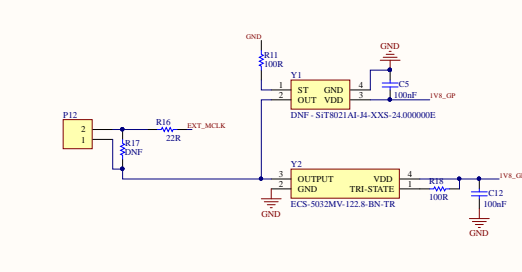 GND
R11
100R
Y1
1 ST GND 4
2 OUT VDD 3
DNF - SiT8021AI-J4-XXS-24.000000E
GND
C5
100nF
1V8_GP
P12
2
1
R16
22R
EXT_MCLK
R17
DNF
Y2
3 OUTPUT VDD 4
2 GND TRI-STATE 1
ECS-5032MV-122.8-BN-TR
GND
R18
100R
C12
100nF
GND